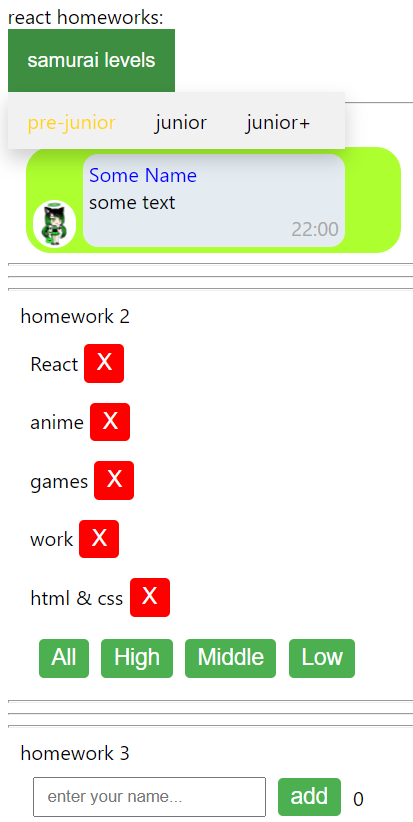 react homeworks:
samurai levels
pre-junior junior junior+
Some Name
some text
22:00
homework 2
React X
anime X
games X
work X
html & css X
All High Middle Low
homework 3
enter your name... add 0